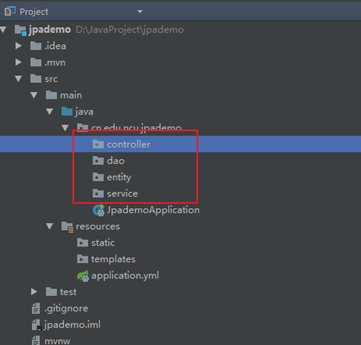 Project
jpademo D:\JavaProject\jpademo
.idea
.mvn
src
main
java
cn.edu.ncu.jpademo
controller
dao
entity
service
JpademoApplication
resources
static
templates
application.yml
test
.gitignore
jpademo.iml
mvnw